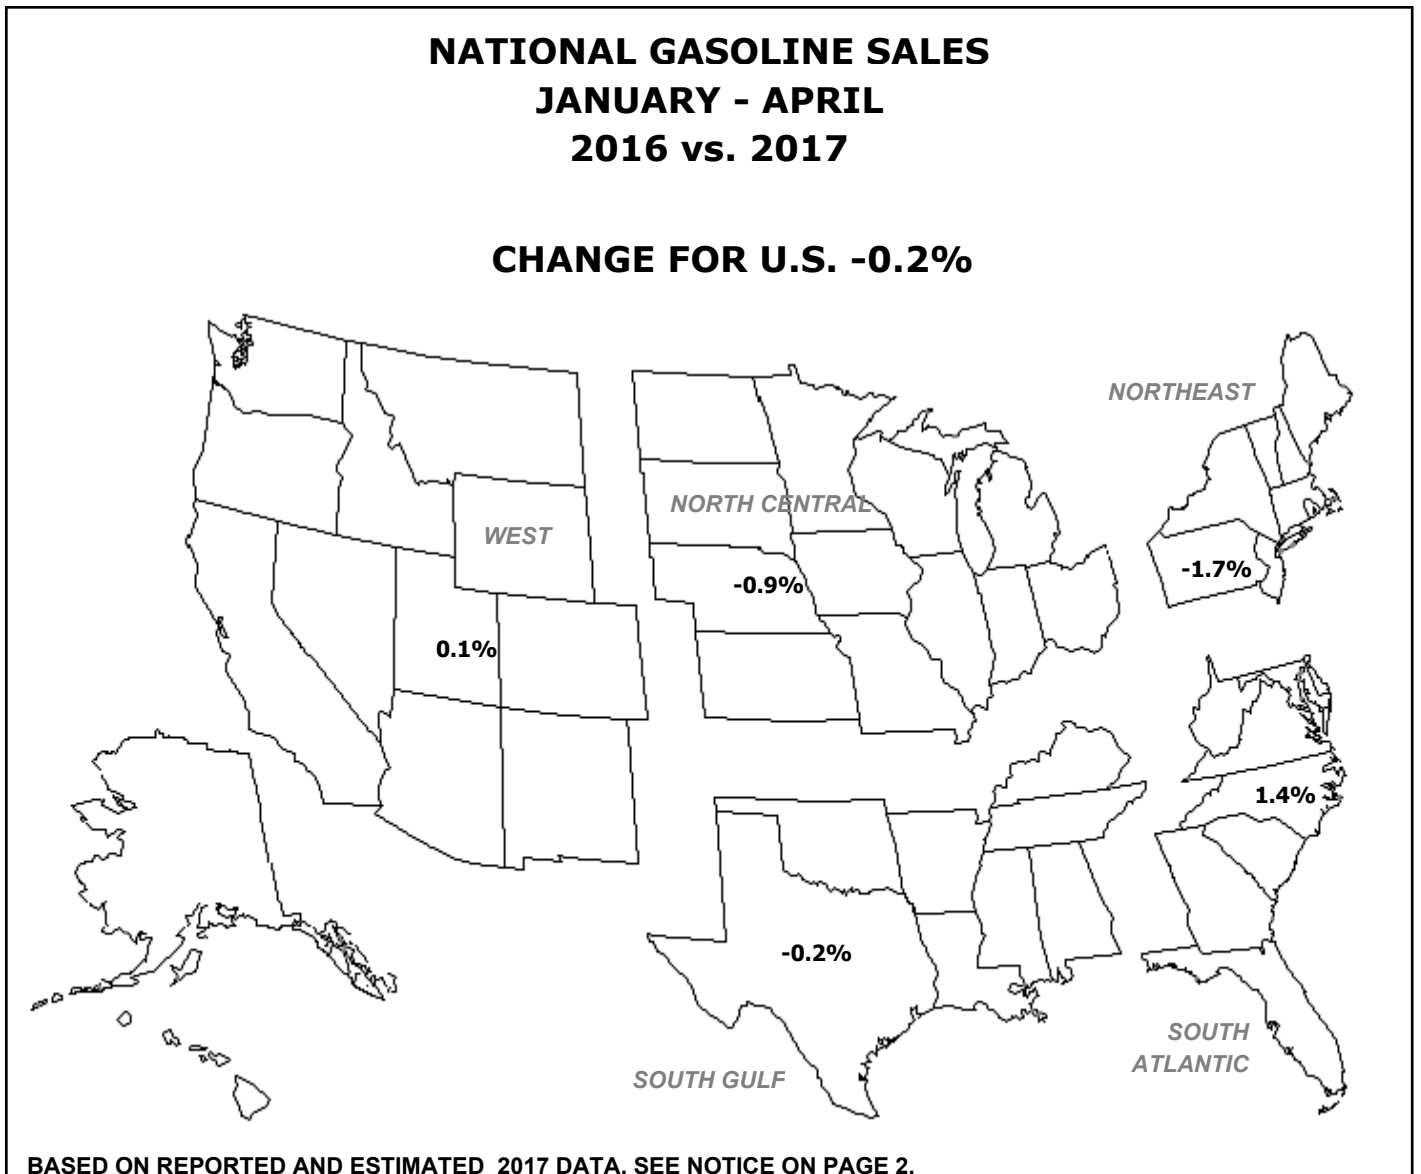 NATIONAL GASOLINE SALES
JANUARY - APRIL
2016 vs. 2017
CHANGE FOR U.S. -0.2%
NORTHEAST
NORTH CENTRAL
WEST
-1.7%
-0.9%
0.1%
1.4%
-0.2%
SOUTH
ATLANTIC
SOUTH GULF
BASED ON REPORTED AND ESTIMATED 2017 DATA. SEE NOTICE ON PAGE 2.